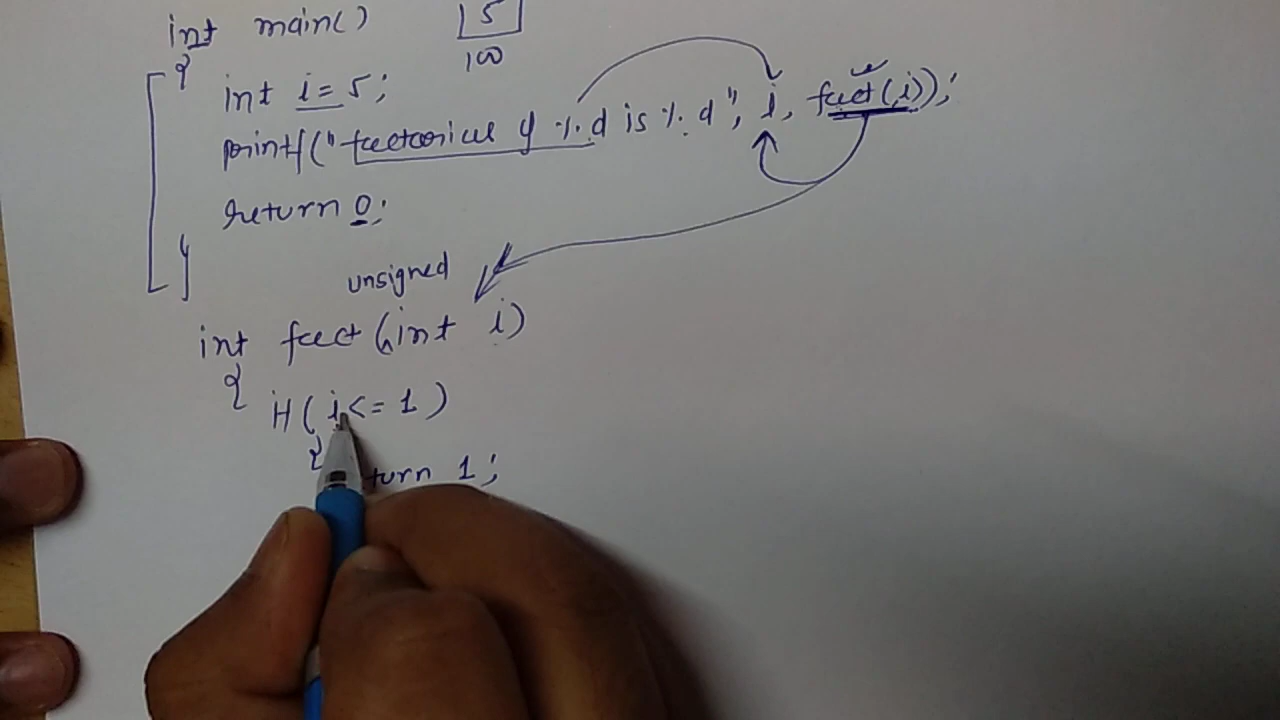 int main() 5
100
{
int i = 5;
printf("factorial of %d is %d", i, fact(i));
return 0;
}
unsigned
int fact(int i)
{
if( i <= 1 )
{
turn 1;